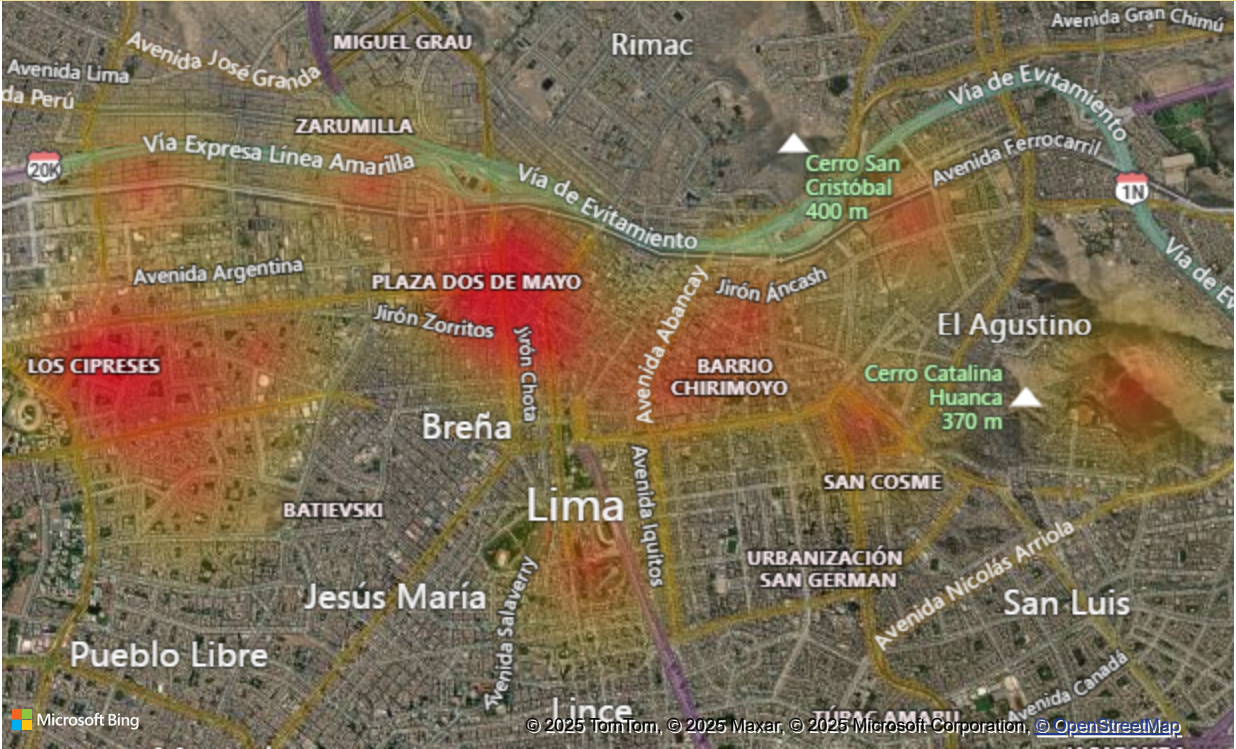 Avenida Gran Chimú
MIGUEL GRAU
Rimac
Avenida José Granda
Avenida Lima
da Perú
Vía de Evitamiento
ZARUMILLA
Vía Expresa Línea Amarilla
20K
Avenida Ferrocarril
Cerro San
Cristóbal
400 m
1N
Vía de Evitamiento
Vía de Ev
Avenida Argentina
PLAZA DOS DE MAYO
Jirón Áncash
Jirón Zorritos
Avenida Abancay
El Agustino
LOS CIPRESES
Jirón Chota
BARRIO
CHIRIMOYO
Cerro Catalina
Huanca
370 m
Breña
SAN COSME
BATIEVSKI
Lima
Avenida Iquitos
URBANIZACIÓN
SAN GERMAN
Avenida Nicolás Arriola
Jesús María
San Luis
Avenida Salaverry
Pueblo Libre
Avenida Canadá
Lince
TÚPAC AMARU
Microsoft Bing
© 2025 TomTom, © 2025 Maxar, © 2025 Microsoft Corporation, © OpenStreetMap